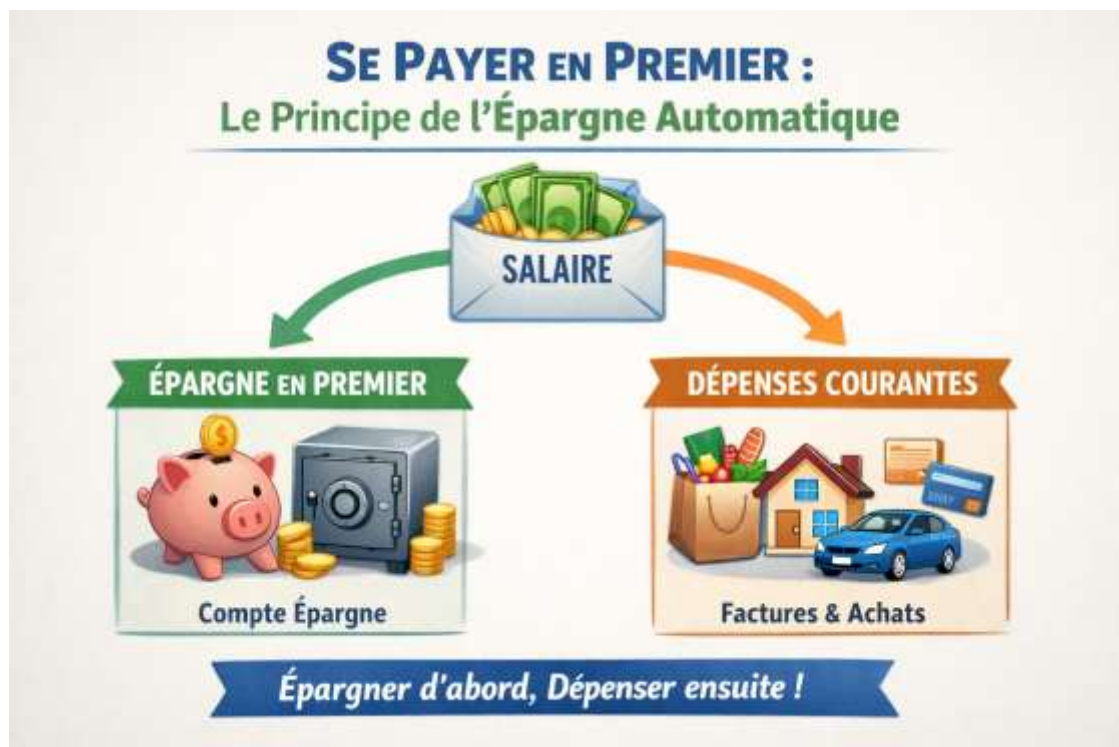 SE PAYER EN PREMIER :
Le Principe de l'Épargne Automatique
SALAIRE
ÉPARGNE EN PREMIER
DÉPENSES COURANTES
$
Compte Épargne
Factures & Achats
Épargner d'abord, Dépenser ensuite !